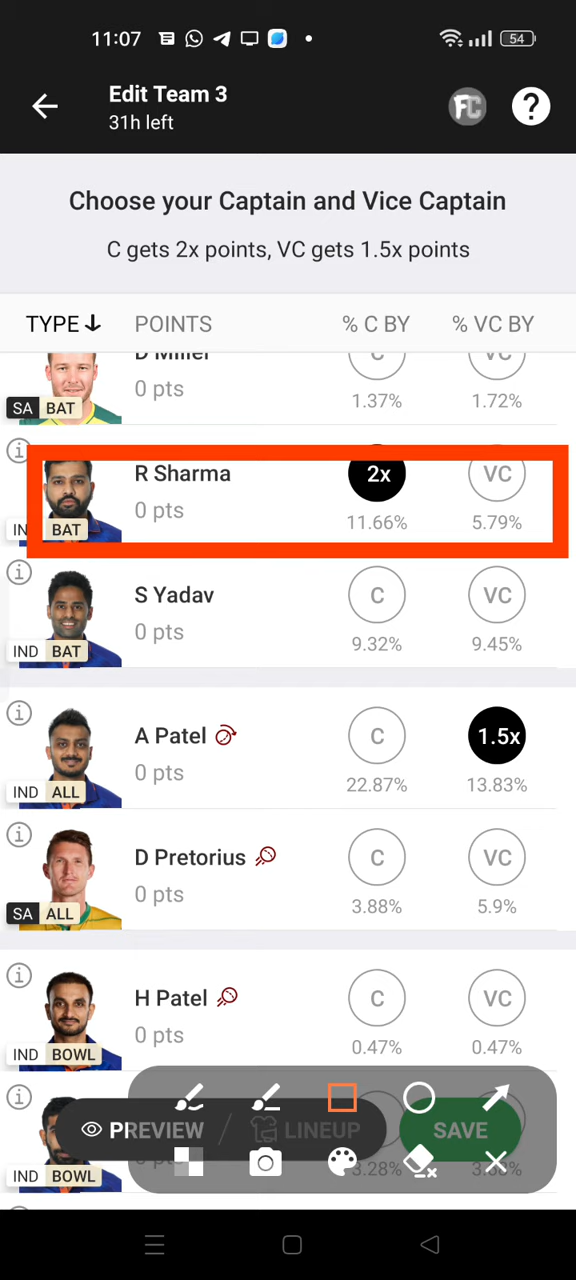 11:07
54
Edit Team 3
31h left
FC
?
Choose your Captain and Vice Captain
C gets 2x points, VC gets 1.5x points
TYPE POINTS % C BY % VC BY
D Miller C VC
0 pts
SA BAT 1.37% 1.72%
R Sharma 2x VC
0 pts 11.66% 5.79%
BAT
S Yadav C VC
0 pts
IND BAT 9.32% 9.45%
A Patel C 1.5x
0 pts
IND ALL 22.87% 13.83%
D Pretorius C VC
0 pts
SA ALL 3.88% 5.9%
H Patel C VC
0 pts
IND BOWL 0.47% 0.47%
PREVIEW LINEUP SAVE
0 pts
IND BOWL